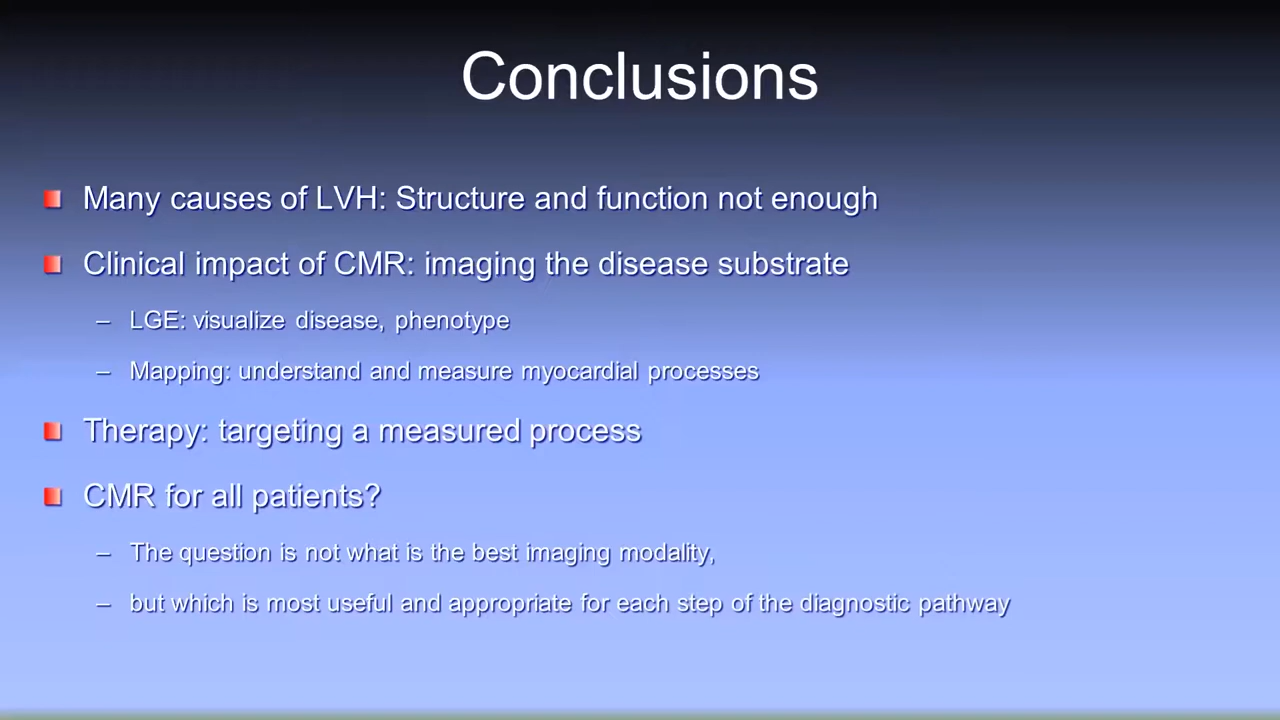 Conclusions
Many causes of LVH: Structure and function not enough
Clinical impact of CMR: imaging the disease substrate
– LGE: visualize disease, phenotype
– Mapping: understand and measure myocardial processes
Therapy: targeting a measured process
CMR for all patients?
– The question is not what is the best imaging modality,
– but which is most useful and appropriate for each step of the diagnostic pathway